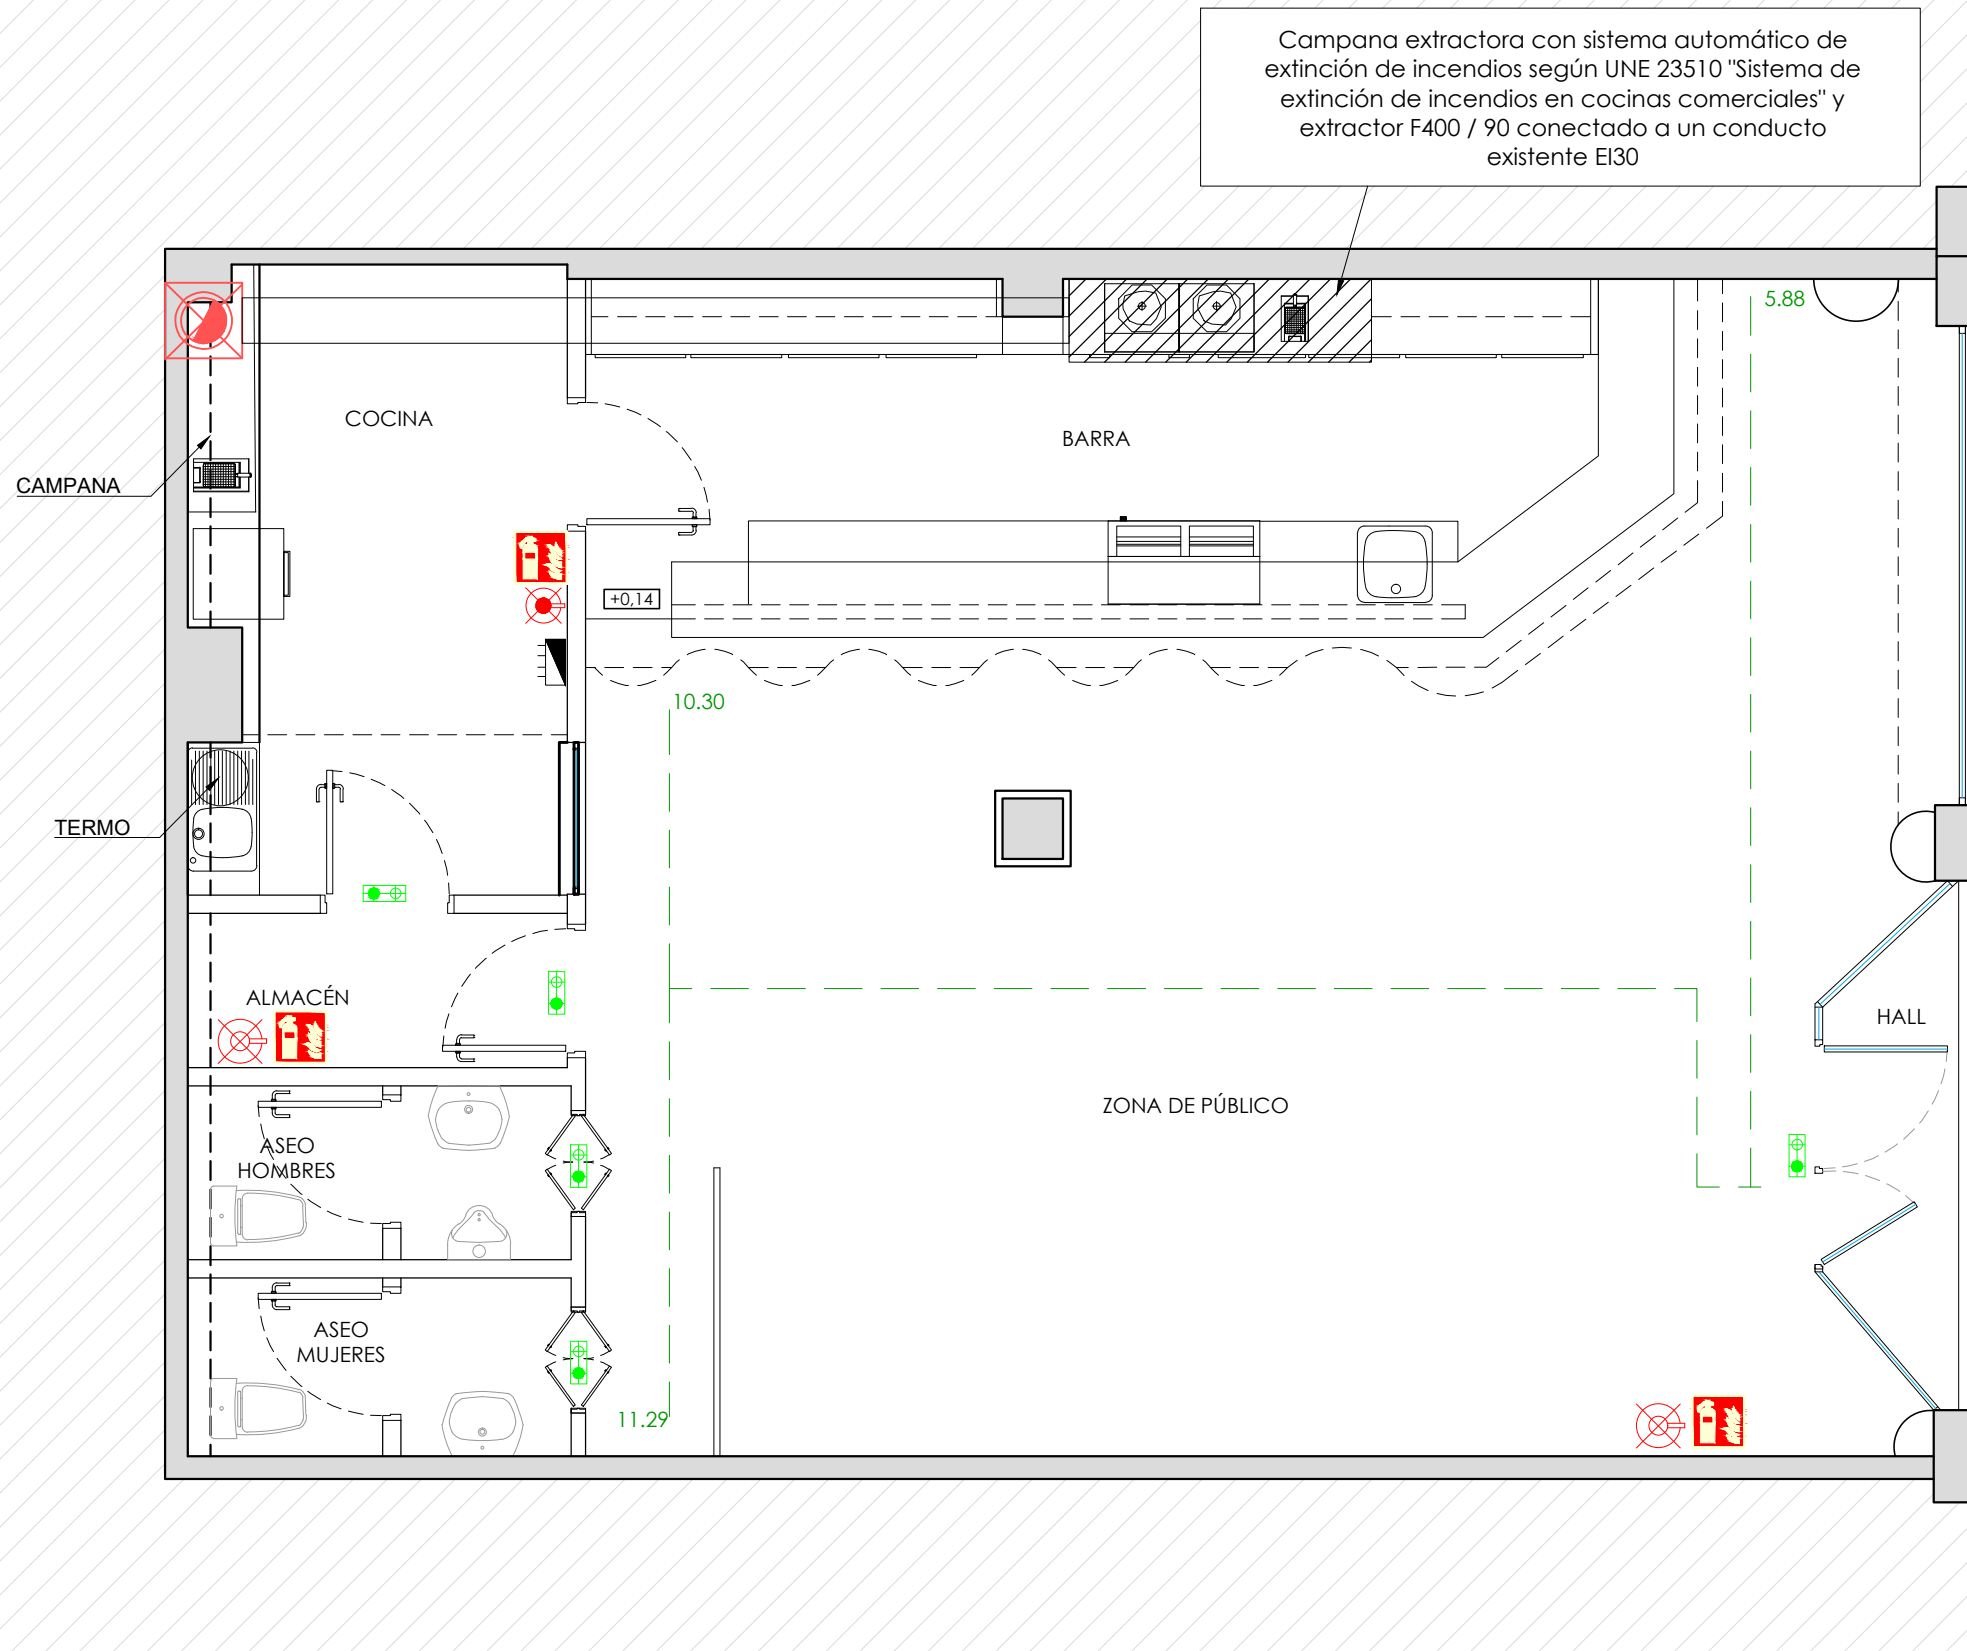 Campana extractora con sistema automático de
extinción de incendios según UNE 23510 "Sistema de
extinción de incendios en cocinas comerciales" y
extractor F400 / 90 conectado a un conducto
existente EI30
5.88
COCINA
BARRA
CAMPANA
+0,14
10.30
TERMO
ALMACÉN
HALL
ZONA DE PÚBLICO
ASEO
HOMBRES
ASEO
MUJERES
11.29